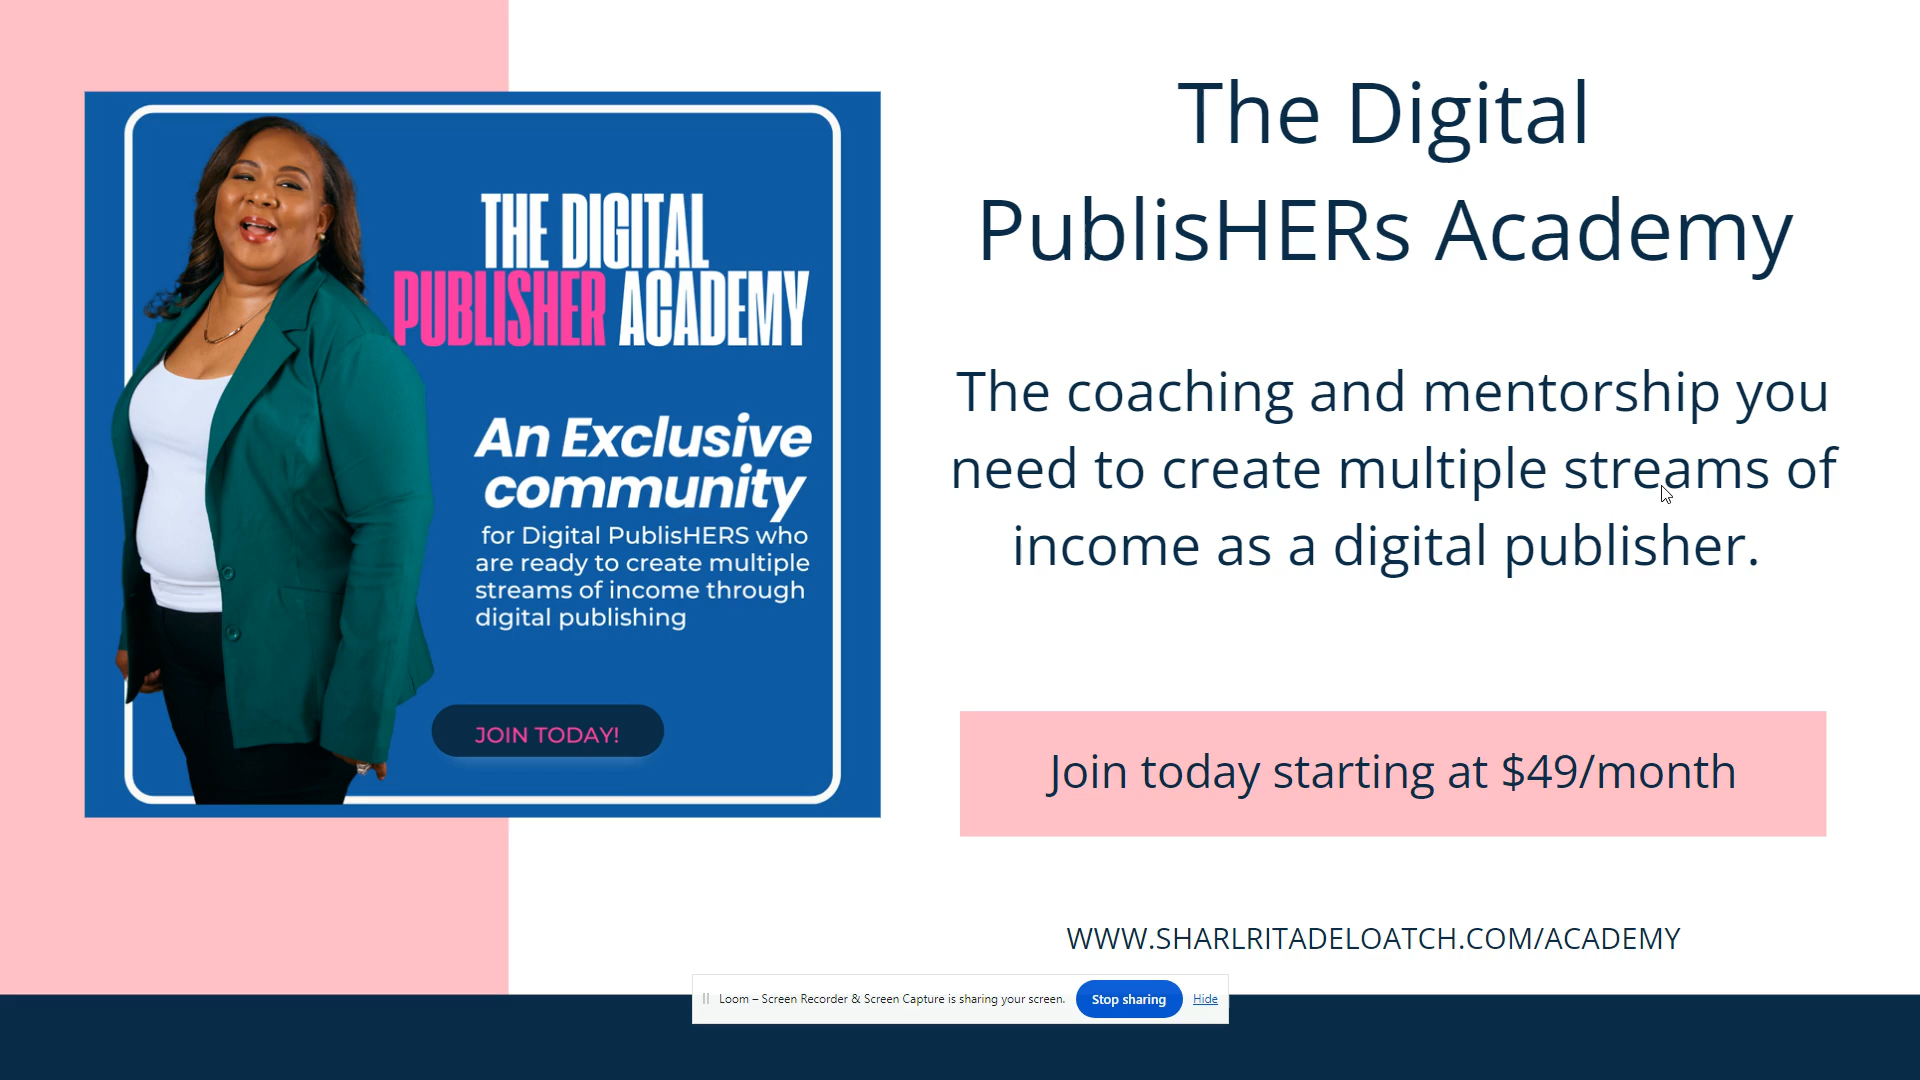 THE DIGITAL
PUBLISHER ACADEMY
An Exclusive
community
for Digital PublisHERS who
are ready to create multiple
streams of income through
digital publishing
JOIN TODAY!
The Digital
PublisHERs Academy
The coaching and mentorship you
need to create multiple streams of
income as a digital publisher.
Join today starting at $49/month
WWW.SHARLRITADELOATCH.COM/ACADEMY
Loom – Screen Recorder & Screen Capture is sharing your screen. Stop sharing Hide